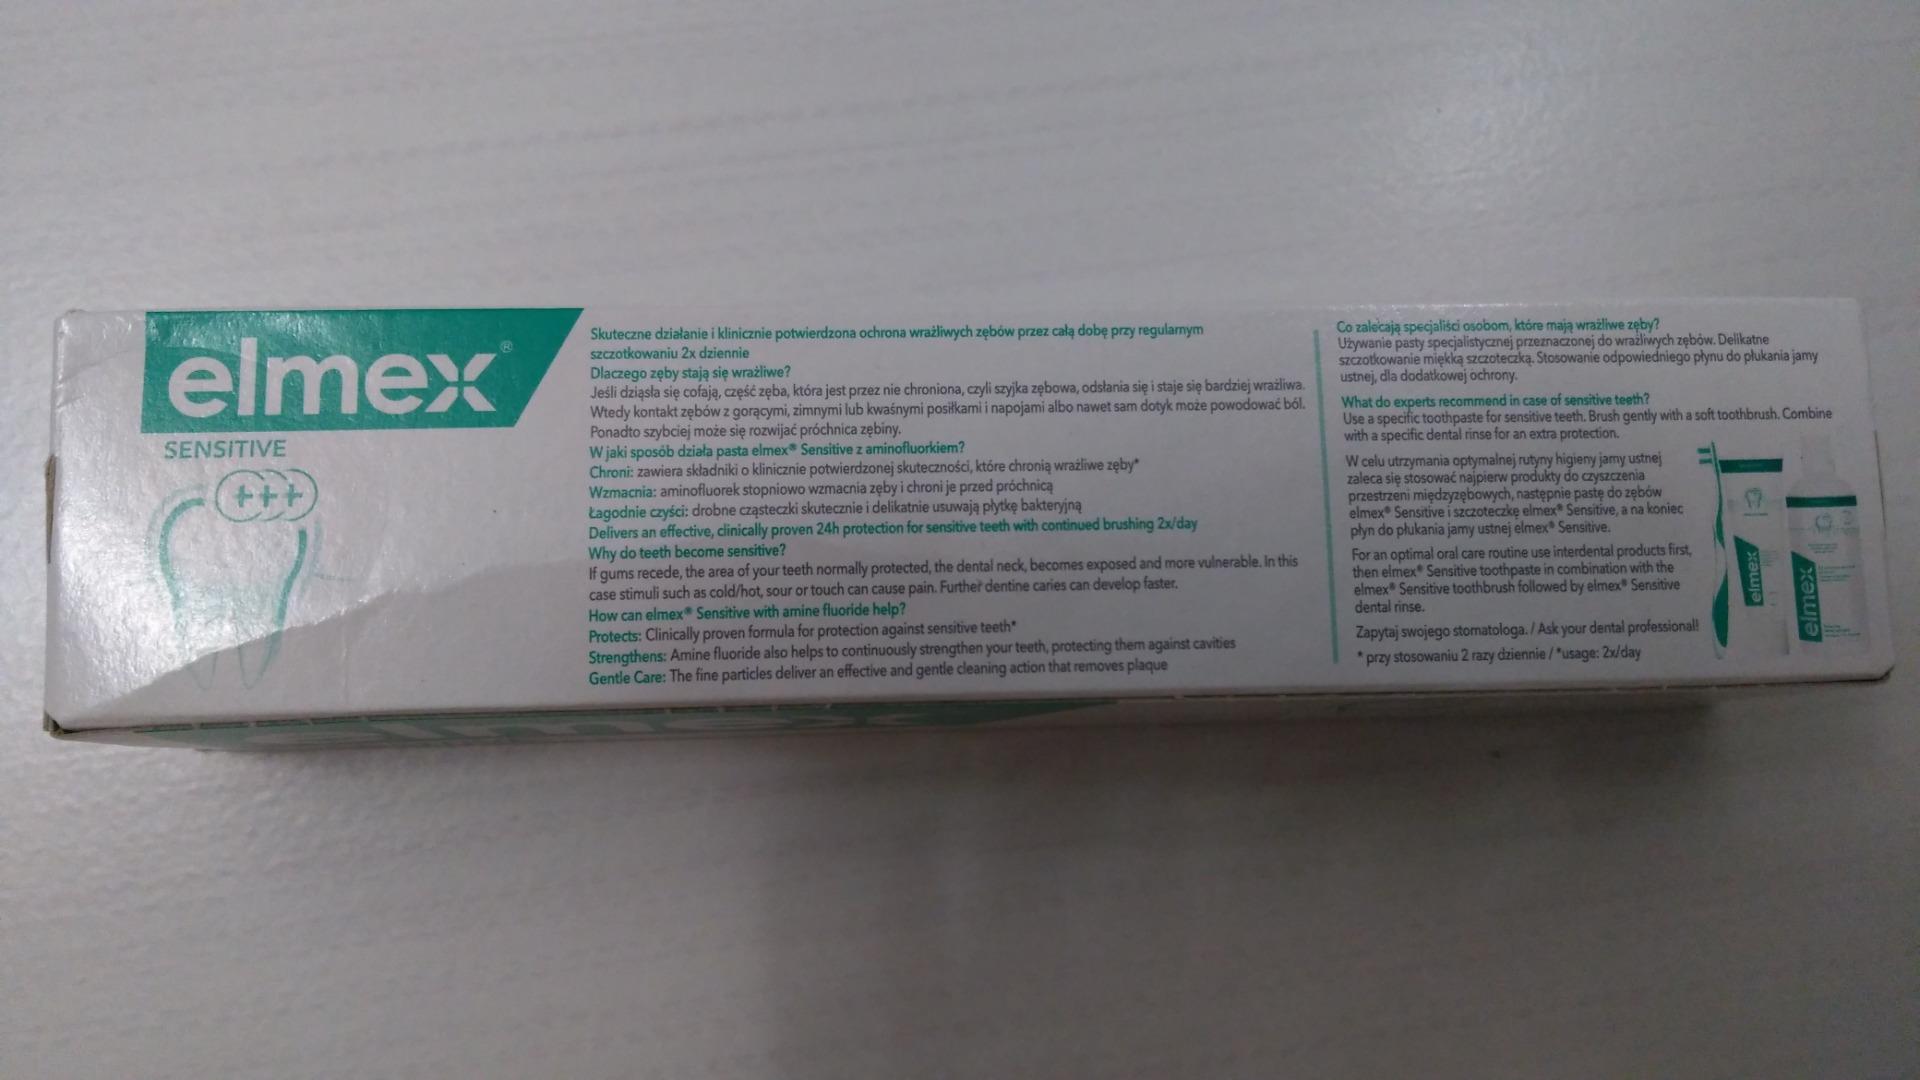 elmex®
SENSITIVE
+++
Skuteczne działanie i klinicznie potwierdzona ochrona wrażliwych zębów przez całą dobę przy regularnym
szczotkowaniu 2x dziennie
Dlaczego zęby stają się wrażliwe?
Jeśli dziąsła się cofają, część zęba, która jest przez nie chroniona, czyli szyjka zębowa, odsłania się i staje się bardziej wrażliwa.
Wtedy kontakt zębów z gorącymi, zimnymi lub kwaśnymi posiłkami i napojami albo nawet sam dotyk może powodować ból.
Ponadto szybciej może się rozwijać próchnica zębiny.
W jaki sposób działa pasta elmex® Sensitive z aminofluorkiem?
Chroni: zawiera składniki o klinicznie potwierdzonej skuteczności, które chronią wrażliwe zęby*
Wzmacnia: aminofluorek stopniowo wzmacnia zęby i chroni je przed próchnicą
Łagodnie czyści: drobne cząsteczki skutecznie i delikatnie usuwają płytkę bakteryjną
Delivers an effective, clinically proven 24h protection for sensitive teeth with continued brushing 2x/day
Why do teeth become sensitive?
If gums recede, the area of your teeth normally protected, the dental neck, becomes exposed and more vulnerable. In this
case stimuli such as cold/hot, sour or touch can cause pain. Further dentine caries can develop faster.
How can elmex® Sensitive with amine fluoride help?
Protects: Clinically proven formula for protection against sensitive teeth*
Strengthens: Amine fluoride also helps to continuously strengthen your teeth, protecting them against cavities
Gentle Care: The fine particles deliver an effective and gentle cleaning action that removes plaque
Co zalecają specjaliści osobom, które mają wrażliwe zęby?
Używanie pasty specjalistycznej przeznaczonej do wrażliwych zębów. Delikatne
szczotkowanie miękką szczoteczką. Stosowanie odpowiedniego płynu do płukania jamy
ustnej, dla dodatkowej ochrony.
What do experts recommend in case of sensitive teeth?
Use a specific toothpaste for sensitive teeth. Brush gently with a soft toothbrush. Combine
with a specific dental rinse for an extra protection.
W celu utrzymania optymalnej rutyny higieny jamy ustnej
zaleca się stosować najpierw produkty do czyszczenia
przestrzeni międzyzębowych, następnie pastę do zębów
elmex® Sensitive i szczoteczkę elmex® Sensitive, a na koniec
płyn do płukania jamy ustnej elmex® Sensitive.
For an optimal oral care routine use interdental products first,
then elmex® Sensitive toothpaste in combination with the
elmex® Sensitive toothbrush followed by elmex® Sensitive
dental rinse.
Zapytaj swojego stomatologa. / Ask your dental professional!
* przy stosowaniu 2 razy dziennie / *usage: 2x/day
elmex
elmex